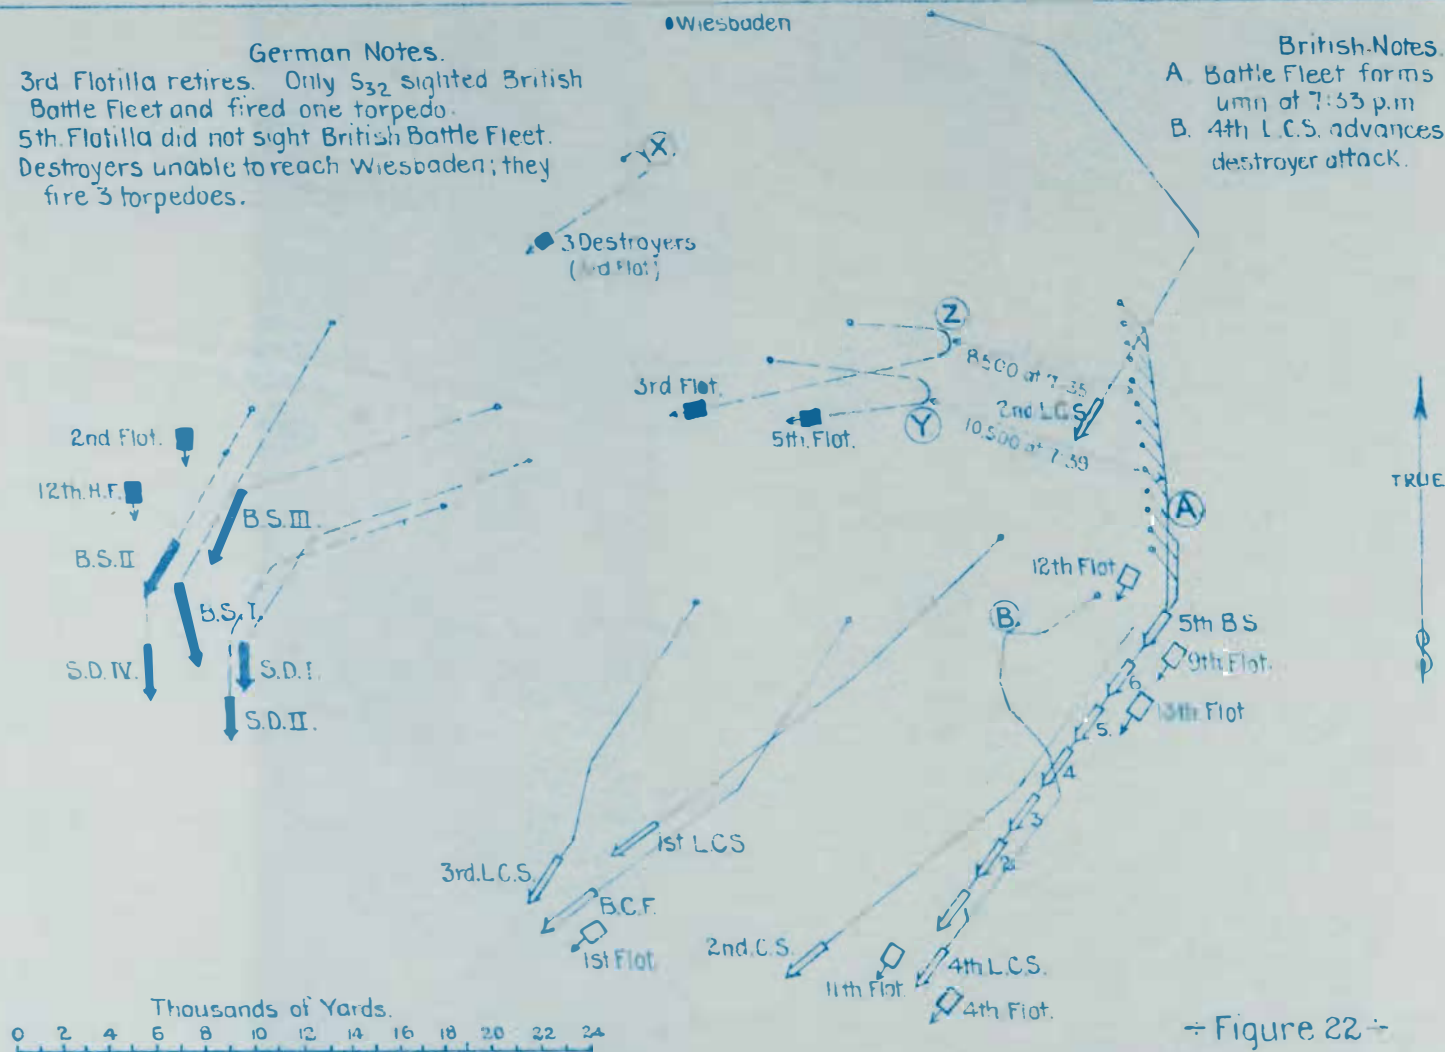 Wiesbaden
German Notes.
3rd Flotilla retires. Only S32 sighted British
Battle Fleet and fired one torpedo.
5th. Flotilla did not sight British Battle Fleet.
Destroyers unable to reach Wiesbaden; they
fire 3 torpedoes.
British Notes.
A. Battle Fleet forms
umn at 7:33 p.m
B. 4th L.C.S. advances
destroyer attack.
X.
3 Destroyers
Flot)
Z
8500 at 7:35
3rd Flot.
2nd L.C.S.
5th. Flot.
Y
10,500 at 7:39
TRUE
2nd Flot.
12th. H.F.
B.S. III.
B.S. II
B.S. I.
S.D. IV.
S.D. I.
S.D. II.
A
12th Flot
B.
5th B S
9th Flot.
6
13th Flot
5.
4
3
2
1st L.C.S
3rd. L.C.S.
B.C.F.
1st Flot
2nd. C.S.
11th Flot.
4th L.C.S.
4th Flot.
Thousands of Yards.
0 2 4 6 8 10 12 14 16 18 20 22 24
÷ Figure 22 ÷